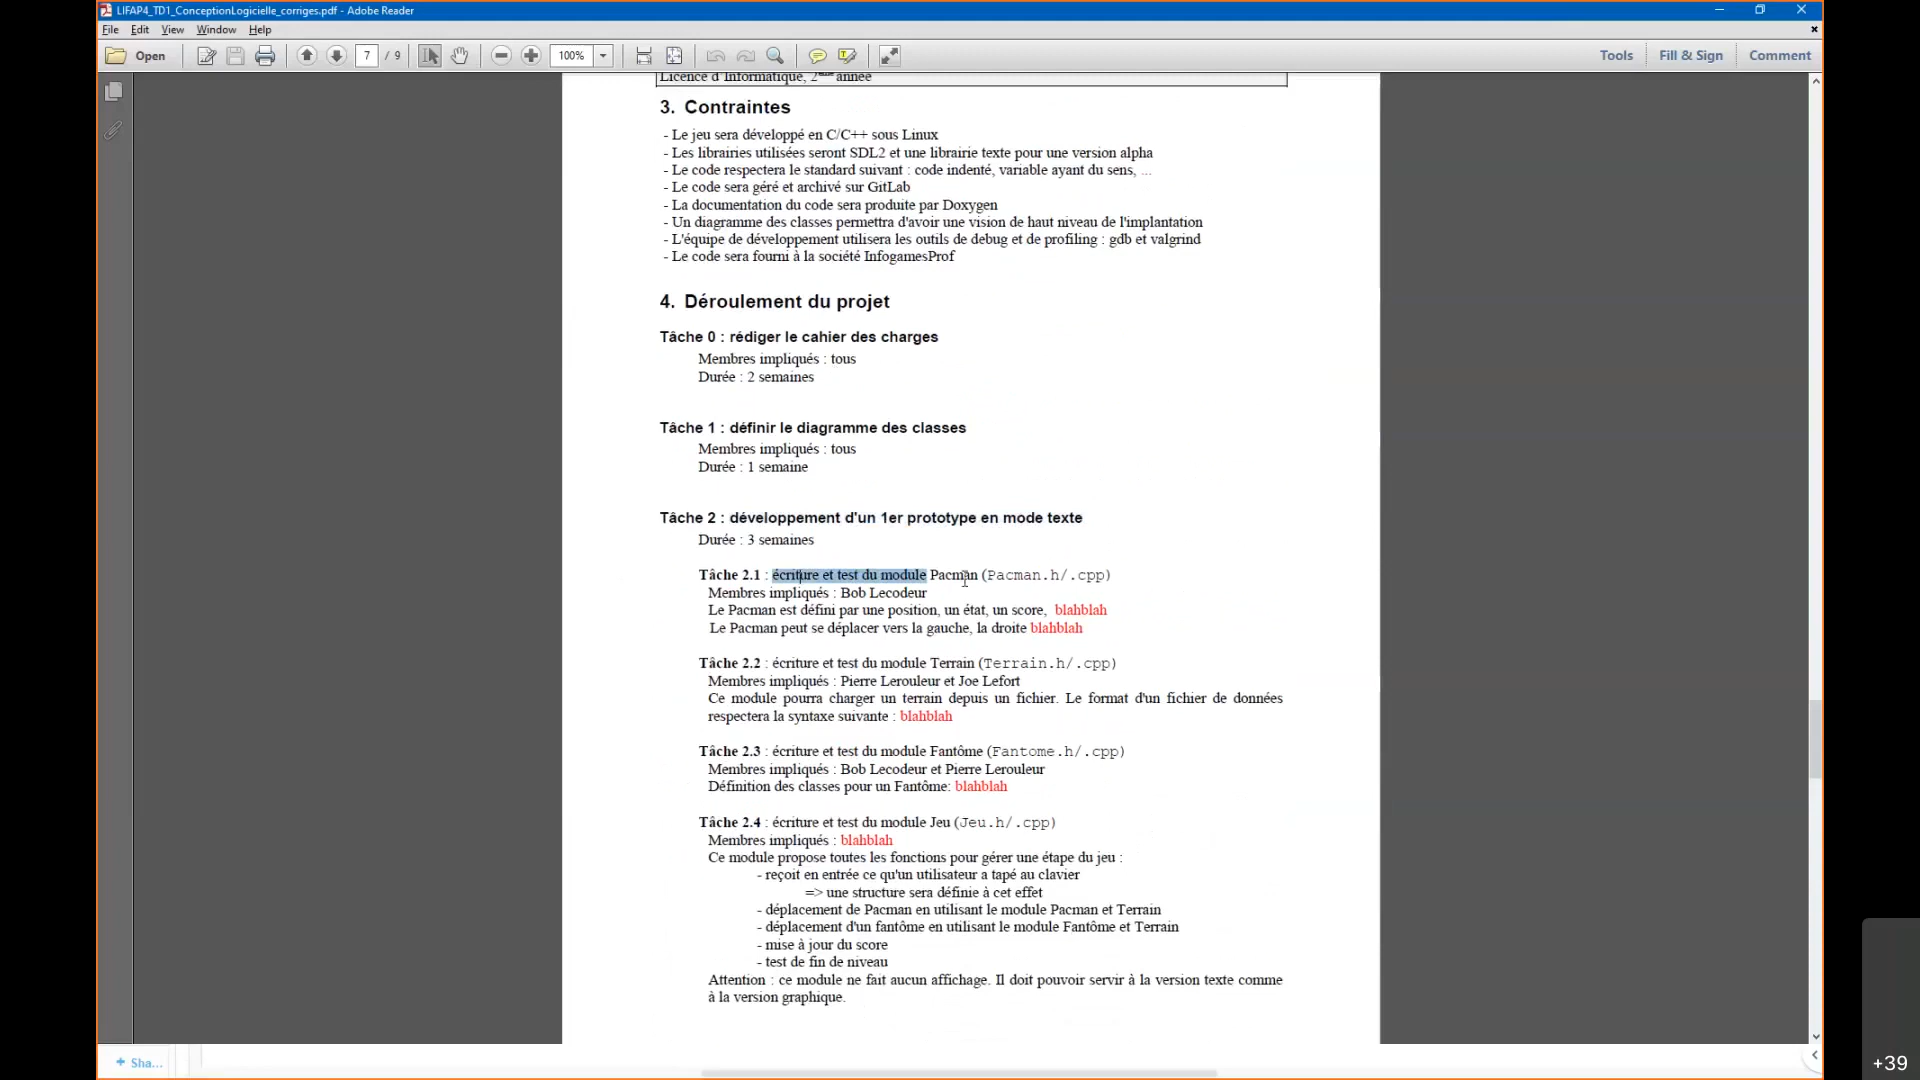 LIFAP4_TD1_ConceptionLogicielle_corriges.pdf - Adobe Reader
File Edit View Window Help
Open 7 / 9 100% Tools Fill & Sign Comment
Licence d'Informatique, 2ème année
3. Contraintes
- Le jeu sera développé en C/C++ sous Linux
- Les librairies utilisées seront SDL2 et une librairie texte pour une version alpha
- Le code respectera le standard suivant : code indenté, variable ayant du sens, ...
- Le code sera géré et archivé sur GitLab
- La documentation du code sera produite par Doxygen
- Un diagramme des classes permettra d'avoir une vision de haut niveau de l'implantation
- L'équipe de développement utilisera les outils de debug et de profiling : gdb et valgrind
- Le code sera fourni à la société InfogamesProf
4. Déroulement du projet
Tâche 0 : rédiger le cahier des charges
Membres impliqués : tous
Durée : 2 semaines
Tâche 1 : définir le diagramme des classes
Membres impliqués : tous
Durée : 1 semaine
Tâche 2 : développement d'un 1er prototype en mode texte
Durée : 3 semaines
Tâche 2.1 : écriture et test du module Pacman (Pacman.h/.cpp)
Membres impliqués : Bob Lecodeur
Le Pacman est défini par une position, un état, un score, blahblah
Le Pacman peut se déplacer vers la gauche, la droite blahblah
Tâche 2.2 : écriture et test du module Terrain (Terrain.h/.cpp)
Membres impliqués : Pierre Lerouleur et Joe Lefort
Ce module pourra charger un terrain depuis un fichier. Le format d'un fichier de données
respectera la syntaxe suivante : blahblah
Tâche 2.3 : écriture et test du module Fantôme (Fantome.h/.cpp)
Membres impliqués : Bob Lecodeur et Pierre Lerouleur
Définition des classes pour un Fantôme: blahblah
Tâche 2.4 : écriture et test du module Jeu (Jeu.h/.cpp)
Membres impliqués : blahblah
Ce module propose toutes les fonctions pour gérer une étape du jeu :
- reçoit en entrée ce qu'un utilisateur a tapé au clavier
=> une structure sera définie à cet effet
- déplacement de Pacman en utilisant le module Pacman et Terrain
- déplacement d'un fantôme en utilisant le module Fantôme et Terrain
- mise à jour du score
- test de fin de niveau
Attention : ce module ne fait aucun affichage. Il doit pouvoir servir à la version texte comme
à la version graphique.
+ Sha...
+39